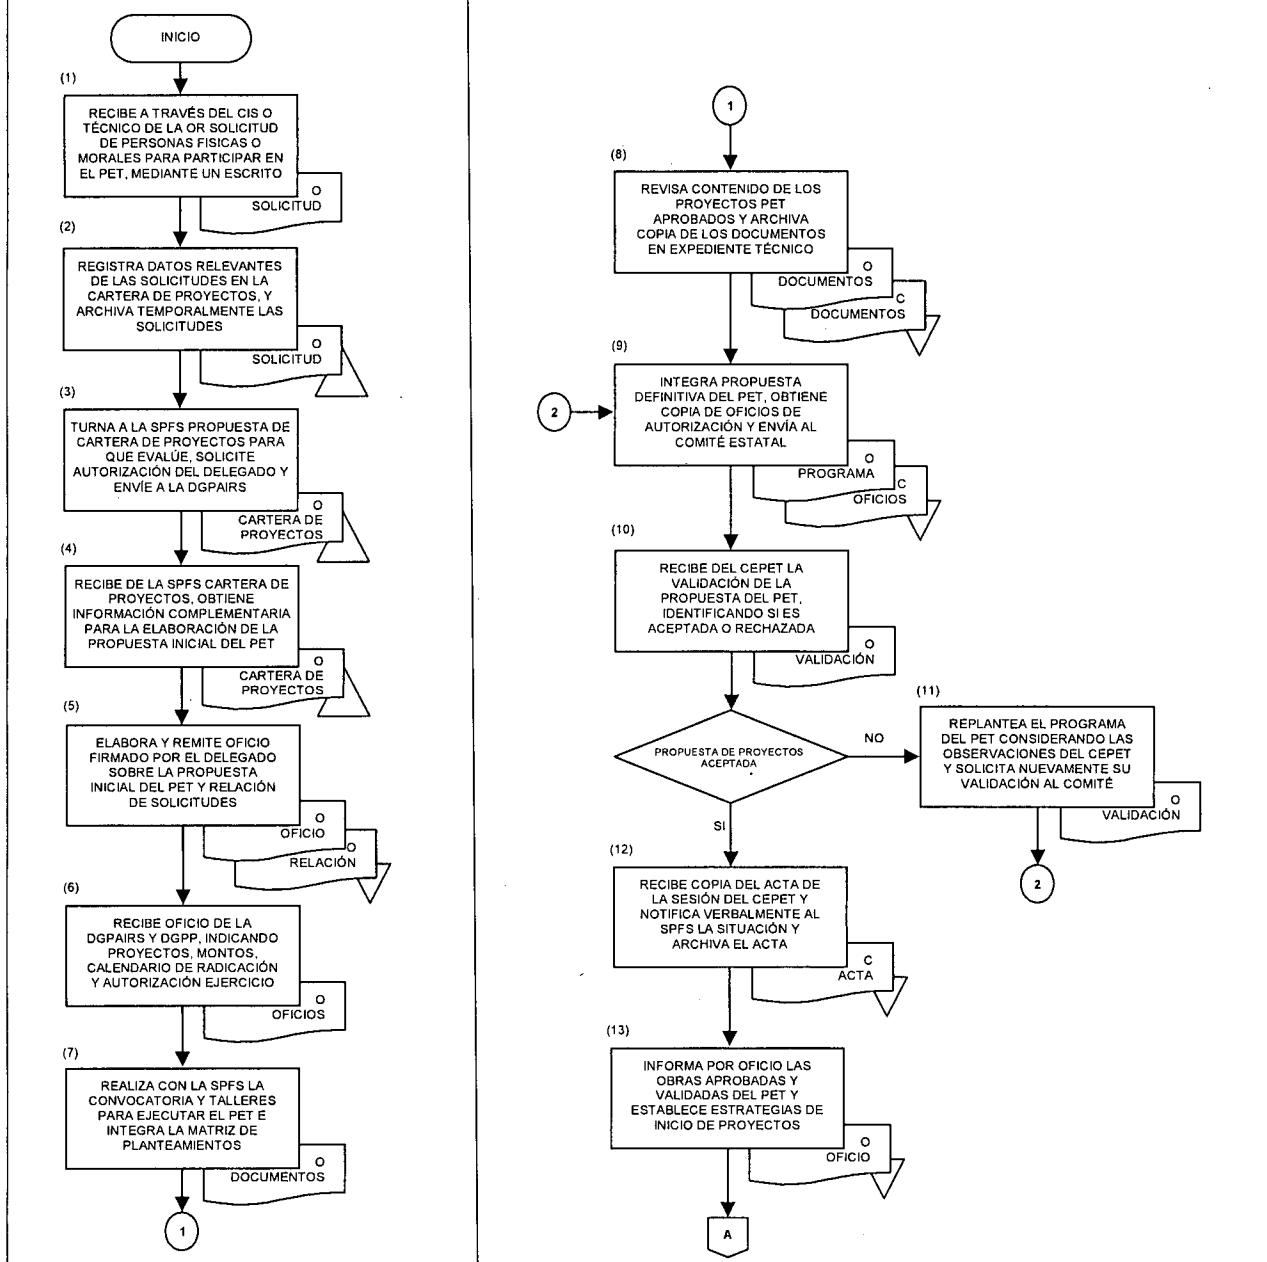 INICIO
(1)
RECIBE A TRAVÉS DEL CIS O
TÉCNICO DE LA OR SOLICITUD
DE PERSONAS FISICAS O
MORALES PARA PARTICIPAR EN
EL PET, MEDIANTE UN ESCRITO
O
SOLICITUD
(2)
REGISTRA DATOS RELEVANTES
DE LAS SOLICITUDES EN LA
CARTERA DE PROYECTOS, Y
ARCHIVA TEMPORALMENTE LAS
SOLICITUDES
O
SOLICITUD
(3)
TURNA A LA SPFS PROPUESTA DE
CARTERA DE PROYECTOS PARA
QUE EVALÚE, SOLICITE
AUTORIZACIÓN DEL DELEGADO Y
ENVÍE A LA DGPAIRS
O
CARTERA DE
PROYECTOS
(4)
RECIBE DE LA SPFS CARTERA DE
PROYECTOS, OBTIENE
INFORMACIÓN COMPLEMENTARIA
PARA LA ELABORACIÓN DE LA
PROPUESTA INICIAL DEL PET
O
CARTERA DE
PROYECTOS
(5)
ELABORA Y REMITE OFICIO
FIRMADO POR EL DELEGADO
SOBRE LA PROPUESTA
INICIAL DEL PET Y RELACIÓN
DE SOLICITUDES
O
OFICIO
O
RELACIÓN
(6)
RECIBE OFICIO DE LA
DGPAIRS Y DGPP, INDICANDO
PROYECTOS, MONTOS,
CALENDARIO DE RADICACIÓN
Y AUTORIZACIÓN EJERCICIO
O
OFICIOS
(7)
REALIZA CON LA SPFS LA
CONVOCATORIA Y TALLERES
PARA EJECUTAR EL PET E
INTEGRA LA MATRIZ DE
PLANTEAMIENTOS
O
DOCUMENTOS
1
1
(8)
REVISA CONTENIDO DE LOS
PROYECTOS PET
APROBADOS Y ARCHIVA
COPIA DE LOS DOCUMENTOS
EN EXPEDIENTE TÉCNICO
O
DOCUMENTOS
C
DOCUMENTOS
(9)
2
INTEGRA PROPUESTA
DEFINITIVA DEL PET, OBTIENE
COPIA DE OFICIOS DE
AUTORIZACIÓN Y ENVÍA AL
COMITÉ ESTATAL
O
PROGRAMA
C
OFICIOS
(10)
RECIBE DEL CEPET LA
VALIDACIÓN DE LA
PROPUESTA DEL PET,
IDENTIFICANDO SI ES
ACEPTADA O RECHAZADA
O
VALIDACIÓN
PROPUESTA DE PROYECTOS
ACEPTADA
NO
(11)
REPLANTEA EL PROGRAMA
DEL PET CONSIDERANDO LAS
OBSERVACIONES DEL CEPET
Y SOLICITA NUEVAMENTE SU
VALIDACIÓN AL COMITÉ
O
VALIDACIÓN
2
SI
(12)
RECIBE COPIA DEL ACTA DE
LA SESIÓN DEL CEPET Y
NOTIFICA VERBALMENTE AL
SPFS LA SITUACIÓN Y
ARCHIVA EL ACTA
C
ACTA
(13)
INFORMA POR OFICIO LAS
OBRAS APROBADAS Y
VALIDADAS DEL PET Y
ESTABLECE ESTRATEGIAS DE
INICIO DE PROYECTOS
O
OFICIO
A